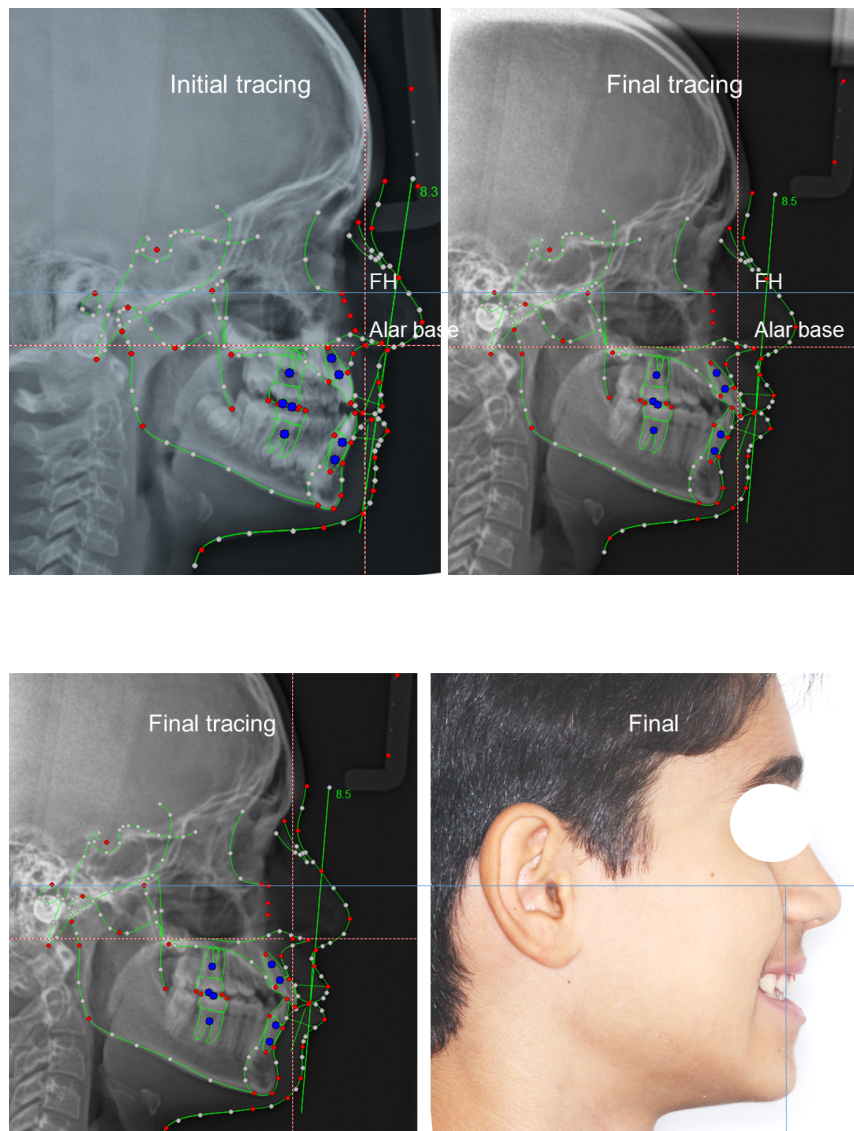 Initial tracing
8.3
FH
Alar base
Final tracing
8.5
FH
Alar base
Final tracing
8.5
Final